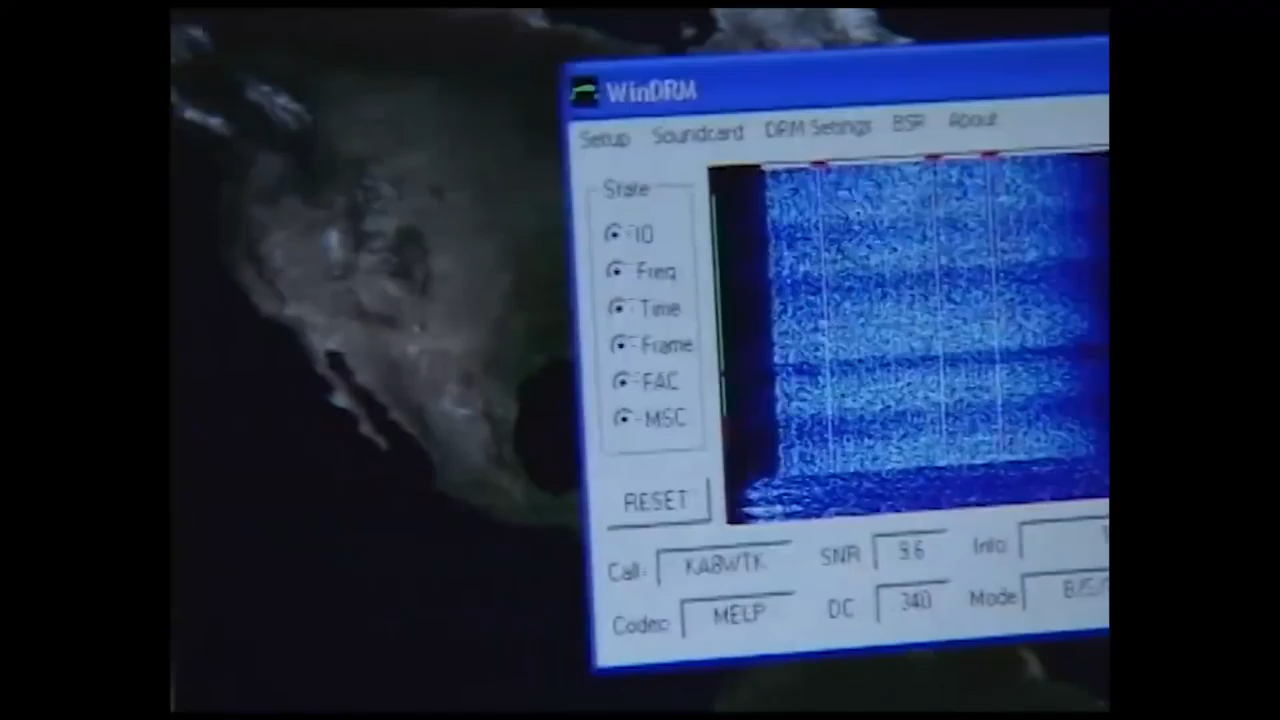 WinDRM
Setup Soundcard DRM Settings BSR About
State
IO
Freq
Time
Frame
FAC
MSC
RESET
Call: KA8WTK SNR 9.6 Info
Codec MELP DC 340 Mode